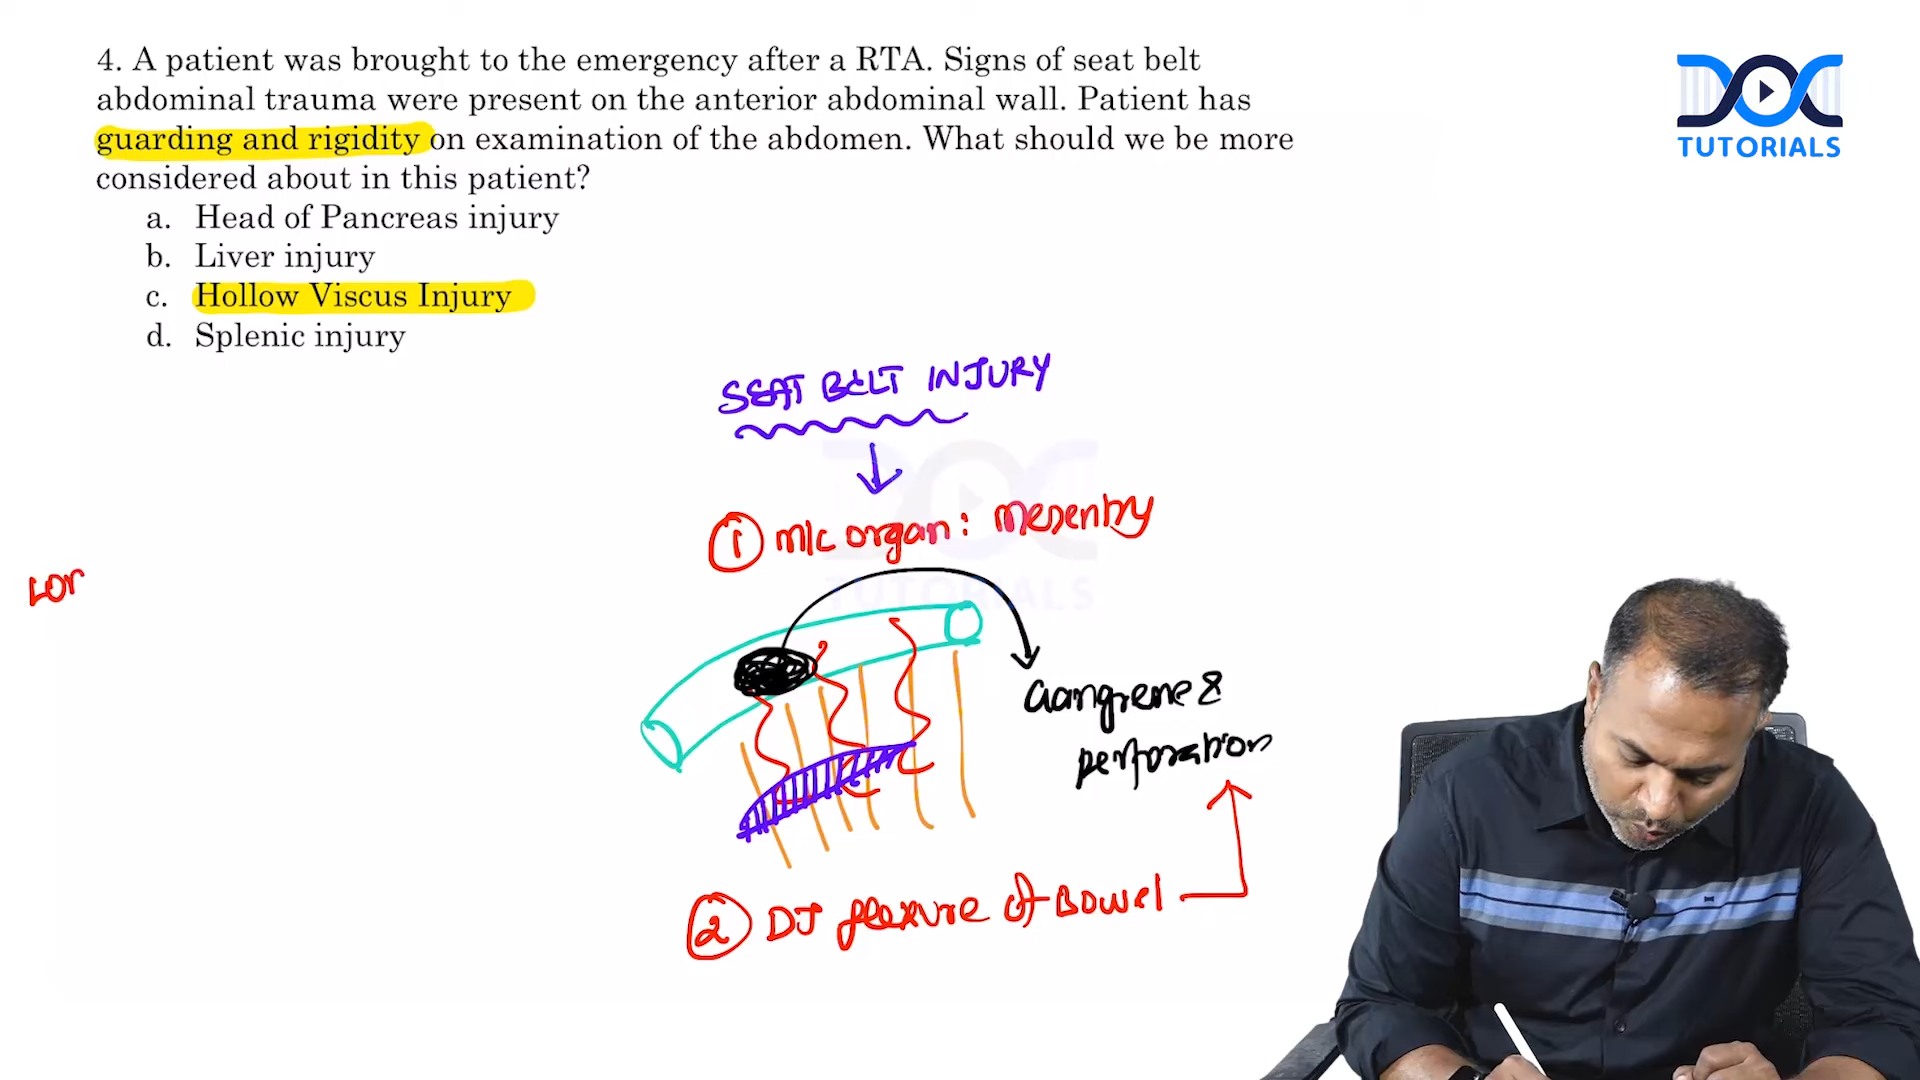 4. A patient was brought to the emergency after a RTA. Signs of seat belt
abdominal trauma were present on the anterior abdominal wall. Patient has
guarding and rigidity on examination of the abdomen. What should we be more
considered about in this patient?
a. Head of Pancreas injury
b. Liver injury
c. Hollow Viscus Injury
d. Splenic injury
DOC
TUTORIALS
SEAT BELT INJURY
① m/c organ: mesentry
TUTORIALS
LOr
Gangrene &
perforation
② DJ flexure of Bowel